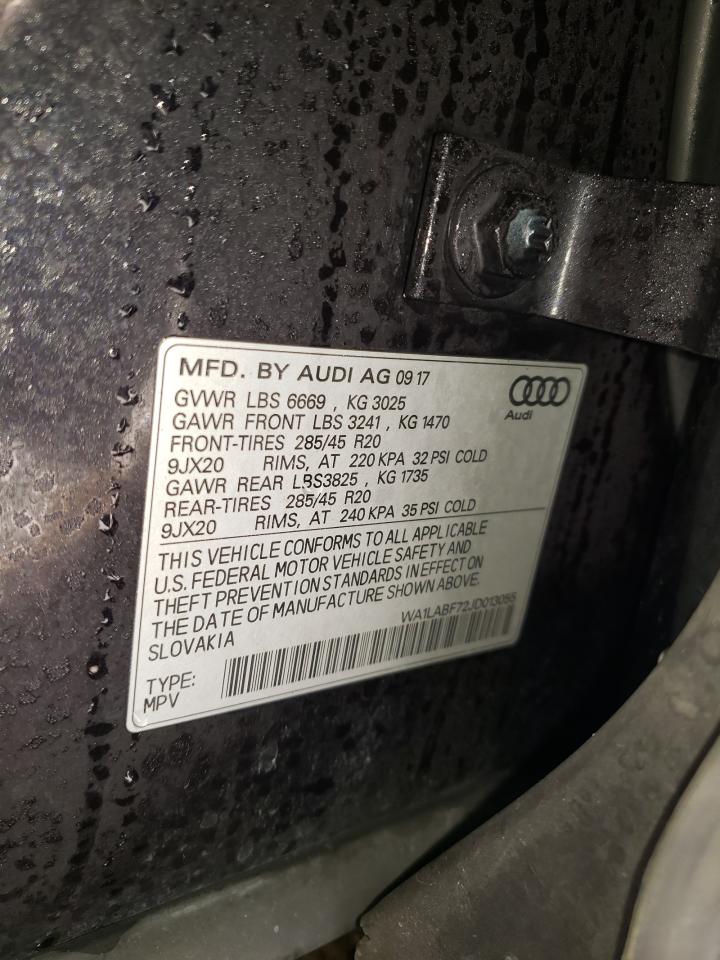 MFD. BY AUDI AG 09 17
GVWR LBS 6669 , KG 3025
GAWR FRONT LBS 3241 , KG 1470
FRONT-TIRES 285/45 R20
9JX20 RIMS, AT 220 KPA 32 PSI COLD
GAWR REAR LBS3825 , KG 1735
REAR-TIRES 285/45 R20
9JX20 RIMS, AT 240 KPA 35 PSI COLD
Audi
THIS VEHICLE CONFORMS TO ALL APPLICABLE
U.S. FEDERAL MOTOR VEHICLE SAFETY AND
THEFT PREVENTION STANDARDS IN EFFECT ON
THE DATE OF MANUFACTURE SHOWN ABOVE.
SLOVAKIA WA1LABF72JD013055
TYPE:
MPV